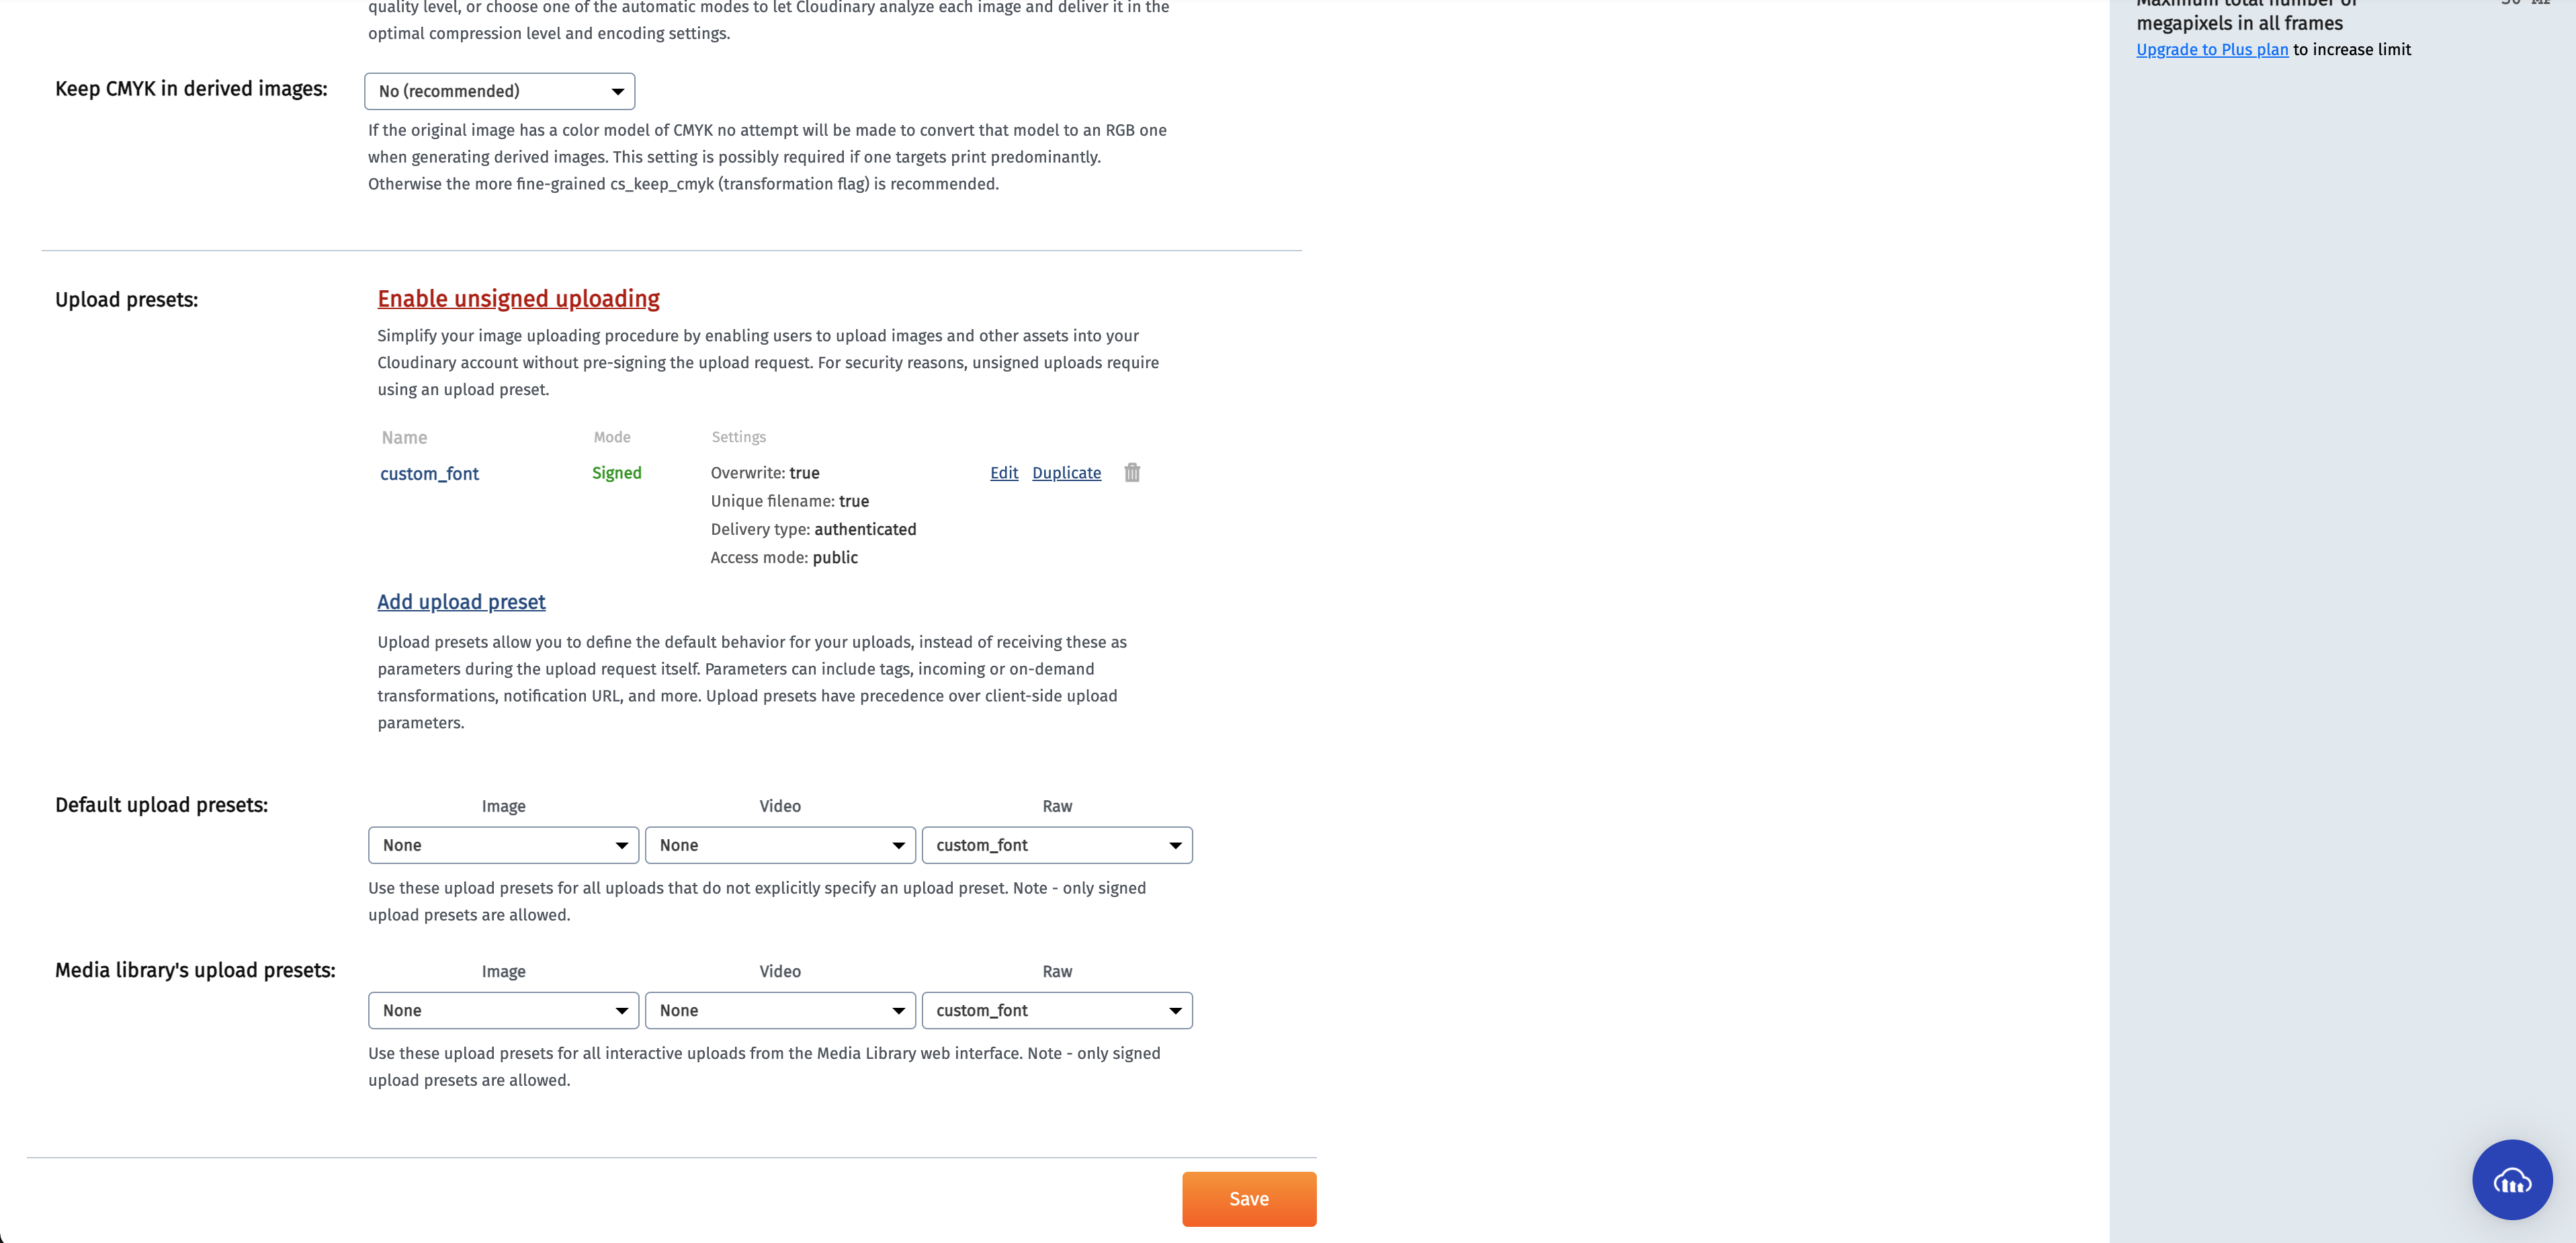 quality level, or choose one of the automatic modes to let Cloudinary analyze each image and deliver it in the
optimal compression level and encoding settings.
Keep CMYK in derived images:
No (recommended)
If the original image has a color model of CMYK no attempt will be made to convert that model to an RGB one
when generating derived images. This setting is possibly required if one targets print predominantly.
Otherwise the more fine-grained cs_keep_cmyk (transformation flag) is recommended.
Upload presets:
Enable unsigned uploading
Simplify your image uploading procedure by enabling users to upload images and other assets into your
Cloudinary account without pre-signing the upload request. For security reasons, unsigned uploads require
using an upload preset.
Name Mode Settings
custom_font Signed Overwrite: true Edit Duplicate
Unique filename: true
Delivery type: authenticated
Access mode: public
Add upload preset
Upload presets allow you to define the default behavior for your uploads, instead of receiving these as
parameters during the upload request itself. Parameters can include tags, incoming or on-demand
transformations, notification URL, and more. Upload presets have precedence over client-side upload
parameters.
Default upload presets:
Image Video Raw
None None custom_font
Use these upload presets for all uploads that do not explicitly specify an upload preset. Note - only signed
upload presets are allowed.
Media library's upload presets:
Image Video Raw
None None custom_font
Use these upload presets for all interactive uploads from the Media Library web interface. Note - only signed
upload presets are allowed.
Save
Maximum total number of
megapixels in all frames
Upgrade to Plus plan to increase limit